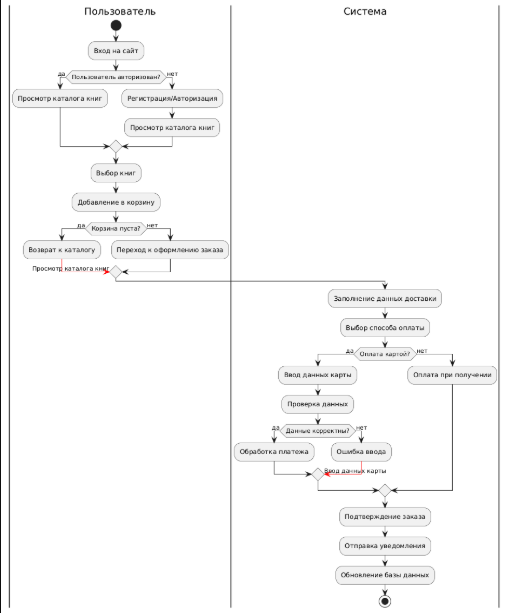 Пользователь
Система
Вход на сайт
да
Пользователь авторизован?
нет
Просмотр каталога книг
Регистрация/Авторизация
Просмотр каталога книг
Выбор книг
Добавление в корзину
да
Корзина пуста?
нет
Возврат к каталогу
Переход к оформлению заказа
Просмотр каталога книг
Заполнение данных доставки
Выбор способа оплаты
да
Оплата картой?
нет
Ввод данных карты
Оплата при получении
Проверка данных
да
Данные корректны?
нет
Обработка платежа
Ошибка ввода
Ввод данных карты
Подтверждение заказа
Отправка уведомления
Обновление базы данных